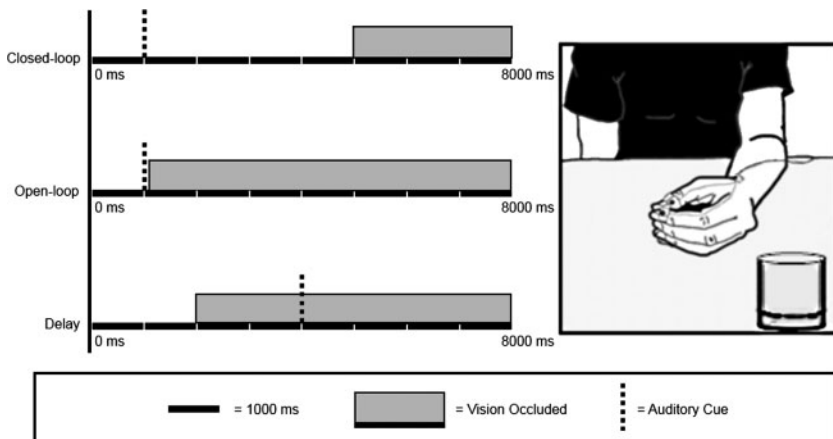 Closed-loop
0 ms
8000 ms
Open-loop
0 ms
8000 ms
Delay
0 ms
8000 ms
= 1000 ms
= Vision Occluded
= Auditory Cue